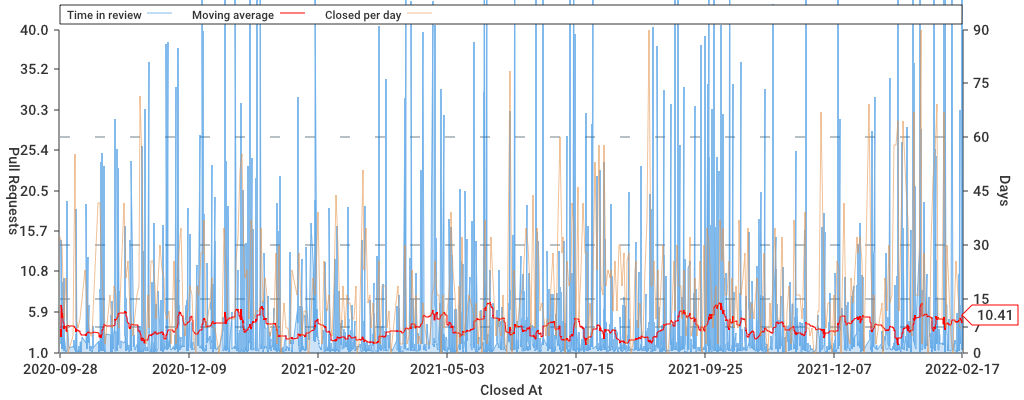 Time in review Moving average Closed per day
40.0 90
35.2 75
30.3 60
25.4 45
20.5 30
15.7 15
10.8 7
5.9 0
1.0
Pull Requests
Days
10.41
2020-09-28 2020-12-09 2021-02-20 2021-05-03 2021-07-15 2021-09-25 2021-12-07 2022-02-17
Closed At